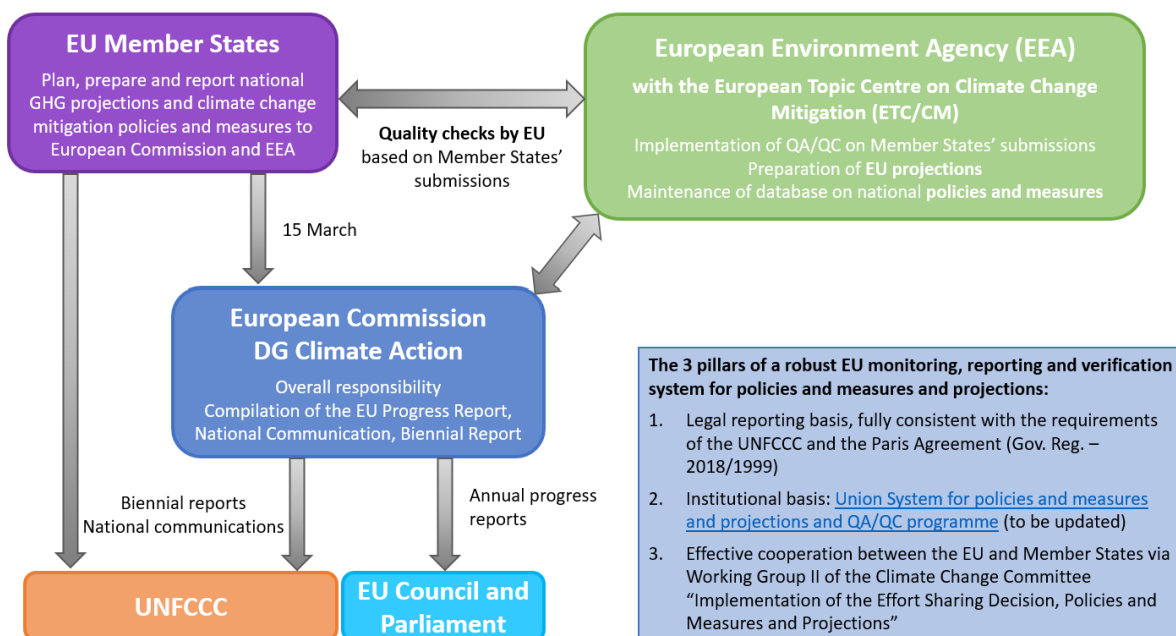 EU Member States
Plan, prepare and report national
GHG projections and climate change
mitigation policies and measures to
European Commission and EEA
European Environment Agency (EEA)
with the European Topic Centre on Climate Change
Mitigation (ETC/CM)
Implementation of QA/QC on Member States’ submissions
Preparation of EU projections
Maintenance of database on national policies and measures
Quality checks by EU
based on Member States’
submissions
15 March
European Commission
DG Climate Action
Overall responsibility
Compilation of the EU Progress Report,
National Communication, Biennial Report
Biennial reports
National communications
Annual progress
reports
UNFCCC
EU Council and
Parliament
The 3 pillars of a robust EU monitoring, reporting and verification
system for policies and measures and projections:
1. Legal reporting basis, fully consistent with the requirements
of the UNFCCC and the Paris Agreement (Gov. Reg. –
2018/1999)
2. Institutional basis: Union System for policies and measures
and projections and QA/QC programme (to be updated)
3. Effective cooperation between the EU and Member States via
Working Group II of the Climate Change Committee
“Implementation of the Effort Sharing Decision, Policies and
Measures and Projections”